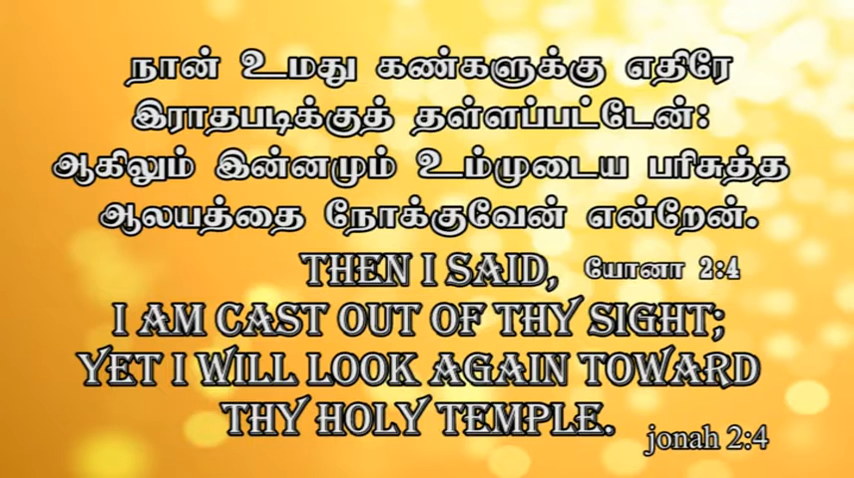 நான் உமது கண்களுக்கு எதிரே
இராதபடிக்குத் தள்ளப்பட்டேன்:
ஆகிலும் இன்னமும் உம்முடைய பரிசுத்த
ஆலயத்தை நோக்குவேன் என்றேன்.
THEN I SAID, யோனா 2:4
I AM CAST OUT OF THY SIGHT;
YET I WILL LOOK AGAIN TOWARD
THY HOLY TEMPLE.
jonah 2:4